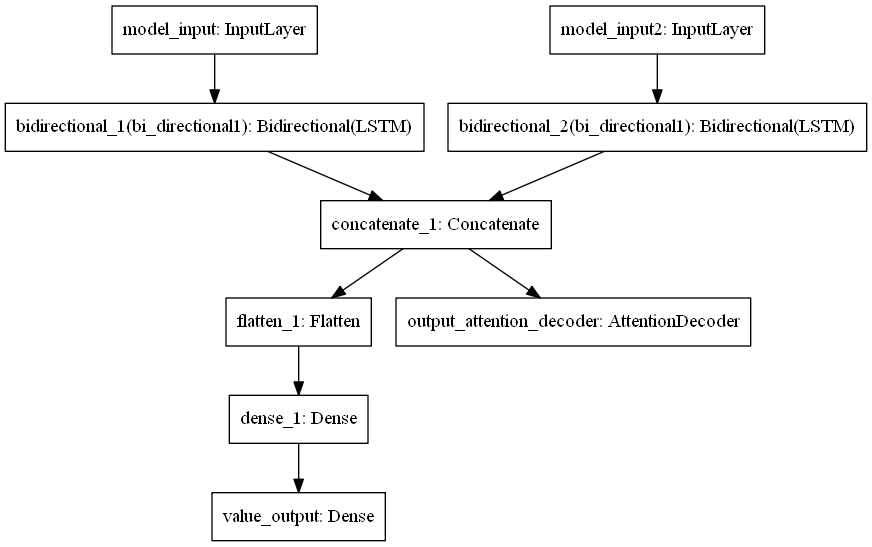 model_input: InputLayer
model_input2: InputLayer
bidirectional_1(bi_directional1): Bidirectional(LSTM)
bidirectional_2(bi_directional1): Bidirectional(LSTM)
concatenate_1: Concatenate
flatten_1: Flatten
output_attention_decoder: AttentionDecoder
dense_1: Dense
value_output: Dense